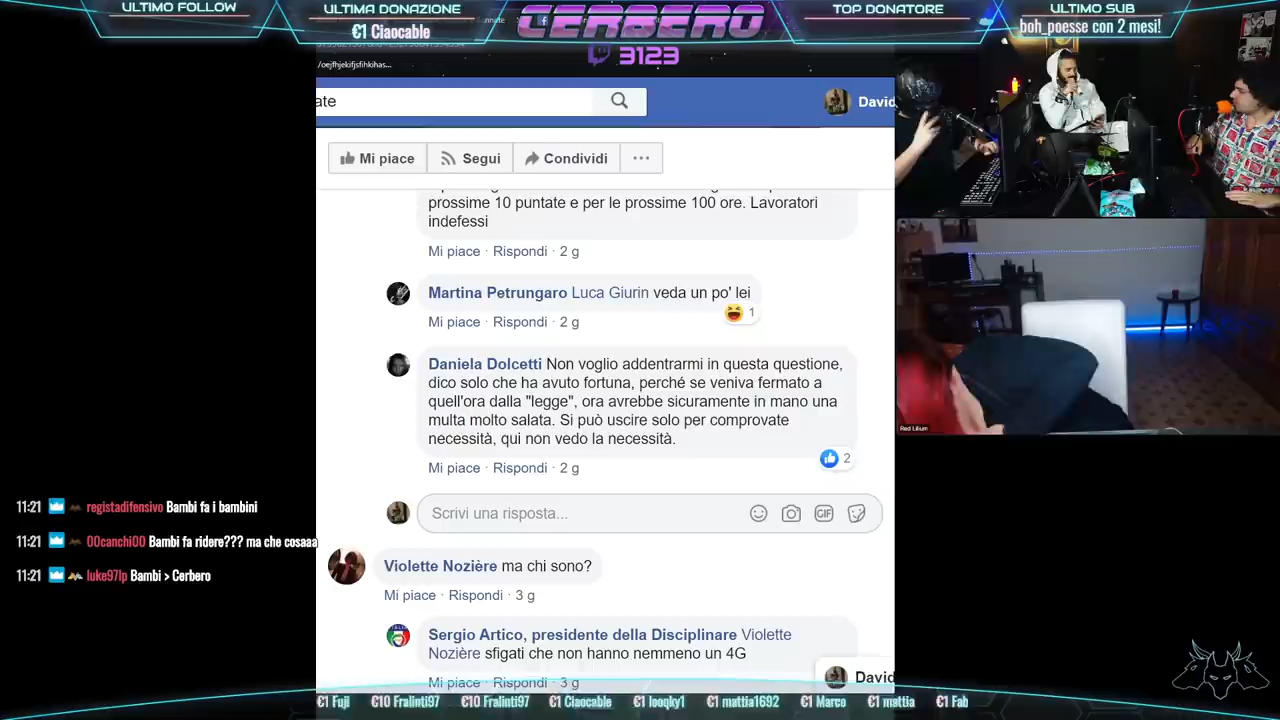 ULTIMO FOLLOW
ULTIMA DONAZIONE
€1 Ciaocable
CERBERO
3123
TOP DONATORE
ULTIMO SUB
boh_poesse con 2 mesi!
/oejfhjekifjsfihkihas...
ate
David
Mi piace
Segui
Condividi
prossime 10 puntate e per le prossime 100 ore. Lavoratori
indefessi
Mi piace · Rispondi · 2 g
Martina Petrungaro Luca Giurin veda un po' lei
1
Mi piace · Rispondi · 2 g
Daniela Dolcetti Non voglio addentrarmi in questa questione,
dico solo che ha avuto fortuna, perché se veniva fermato a
quell'ora dalla "legge", ora avrebbe sicuramente in mano una
multa molto salata. Si può uscire solo per comprovate
necessità, qui non vedo la necessità.
2
Mi piace · Rispondi · 2 g
Scrivi una risposta...
GIF
Violette Nozière ma chi sono?
Mi piace · Rispondi · 3 g
Sergio Artico, presidente della Disciplinare Violette
Nozière sfigati che non hanno nemmeno un 4G
Mi piace · Rispondi · 3 g
David
Red Lilium
11:21 registadifensivo Bambi fa i bambini
11:21 00canchi00 Bambi fa ridere??? ma che cosaaa
11:21 luke97lp Bambi > Cerbero
€1 Fuji €10 Fralinti97 €10 Fralinti97 €1 Ciaocable €1 looqky1 €1 mattia1692 €1 Marco €1 mattia €1 Fab